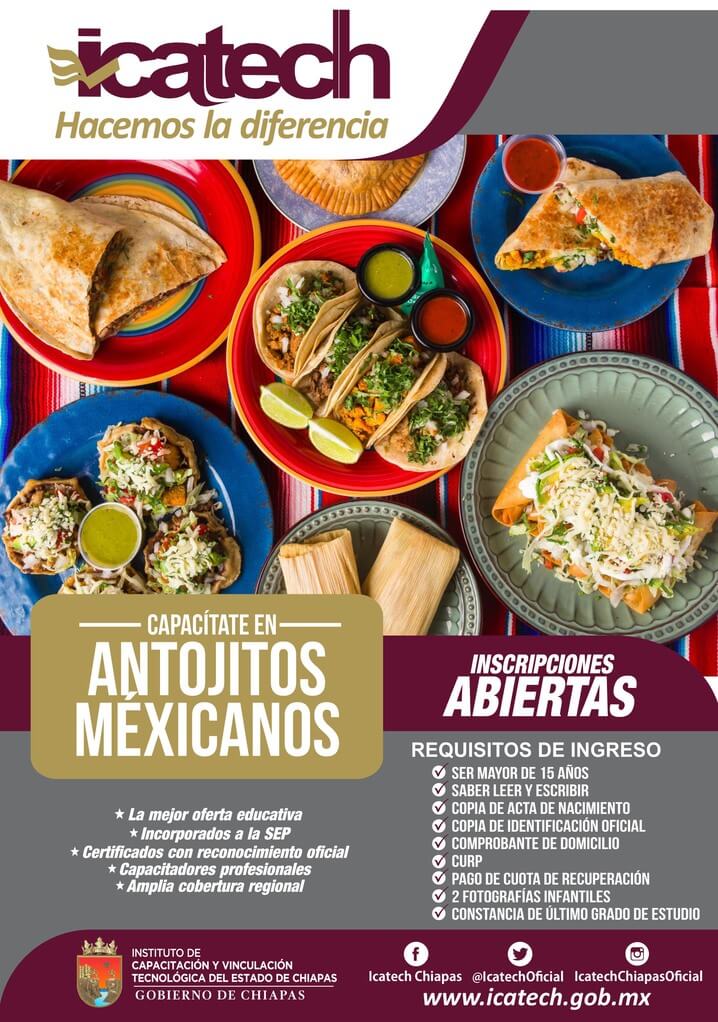 icatech
Hacemos la diferencia
CAPACÍTATE EN
ANTOJITOS
MÉXICANOS
★ La mejor oferta educativa
★ Incorporados a la SEP
★ Certificados con reconocimiento oficial
★ Capacitadores profesionales
★ Amplia cobertura regional
INSCRIPCIONES
ABIERTAS
REQUISITOS DE INGRESO
SER MAYOR DE 15 AÑOS
SABER LEER Y ESCRIBIR
COPIA DE ACTA DE NACIMIENTO
COPIA DE IDENTIFICACIÓN OFICIAL
COMPROBANTE DE DOMICILIO
CURP
PAGO DE CUOTA DE RECUPERACIÓN
2 FOTOGRAFÍAS INFANTILES
CONSTANCIA DE ÚLTIMO GRADO DE ESTUDIO
INSTITUTO DE
CAPACITACIÓN Y VINCULACIÓN
TECNOLÓGICA DEL ESTADO DE CHIAPAS
GOBIERNO DE CHIAPAS
Icatech Chiapas @IcatechOficial IcatechChiapasOficial
www.icatech.gob.mx